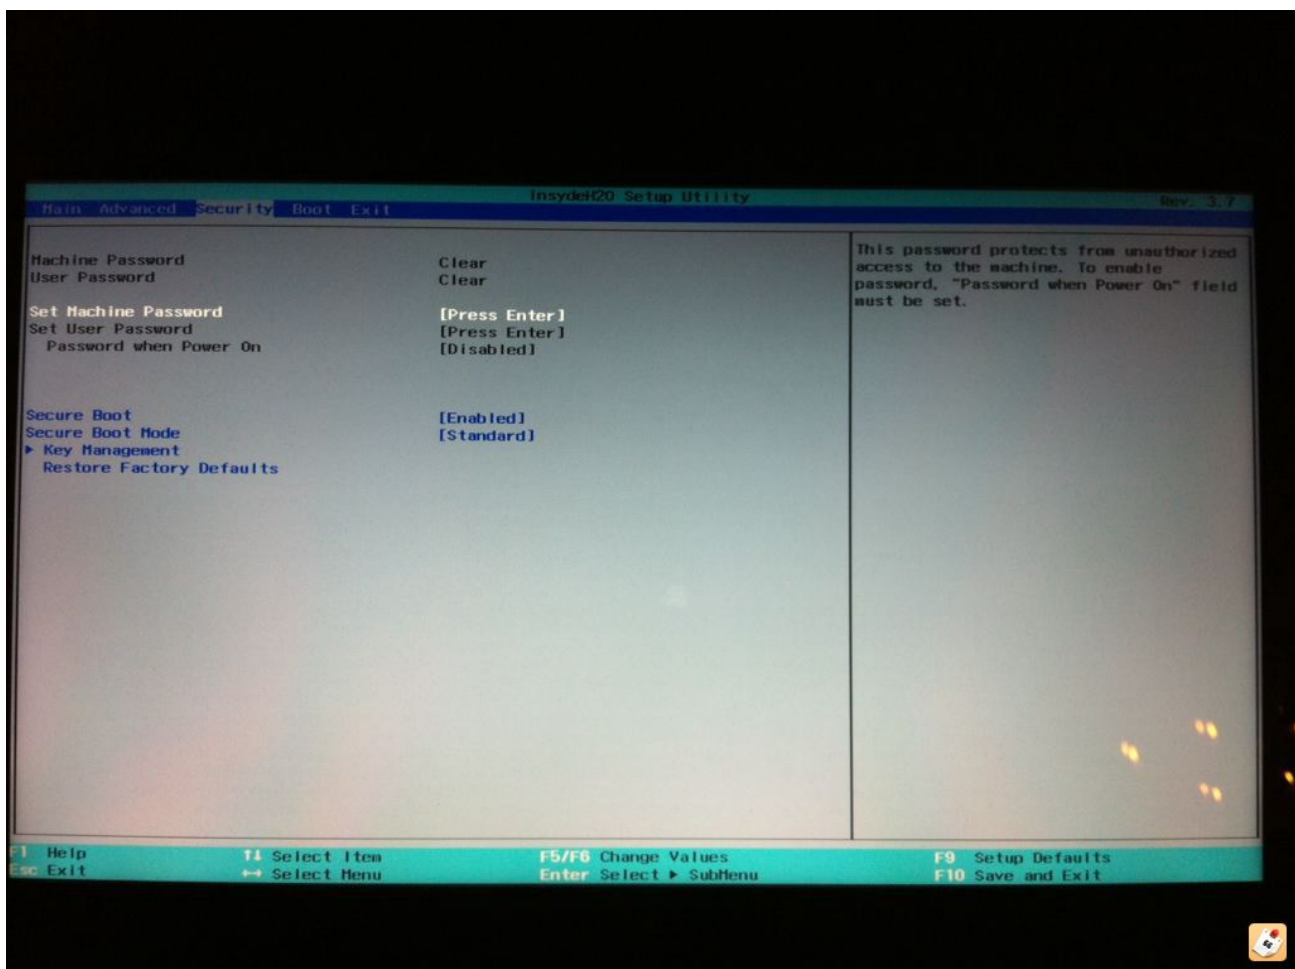 InsydeH20 Setup Utility Rev. 3.7
Main Advanced Security Boot Exit
Machine Password Clear
User Password Clear
Set Machine Password [Press Enter]
Set User Password [Press Enter]
Password when Power On [Disabled]
Secure Boot [Enabled]
Secure Boot Mode [Standard]
▶ Key Management
Restore Factory Defaults
This password protects from unauthorized
access to the machine. To enable
password, "Password when Power On" field
must be set.
F1 Help ↑↓ Select Item F5/F6 Change Values F9 Setup Defaults
Esc Exit ↔ Select Menu Enter Select ▶ SubMenu F10 Save and Exit